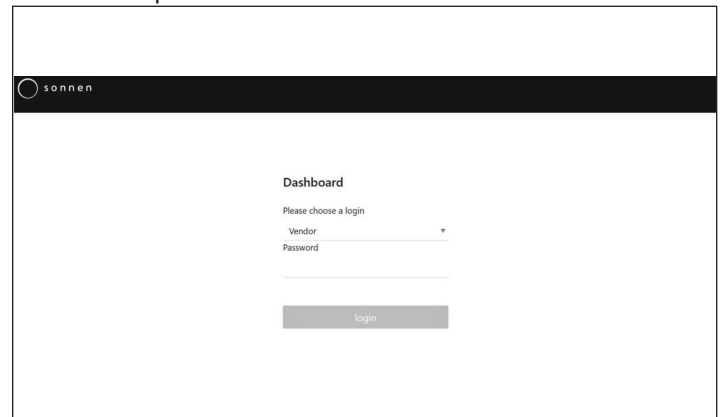 sonnen
Dashboard
Please choose a login
Vendor
Password
login